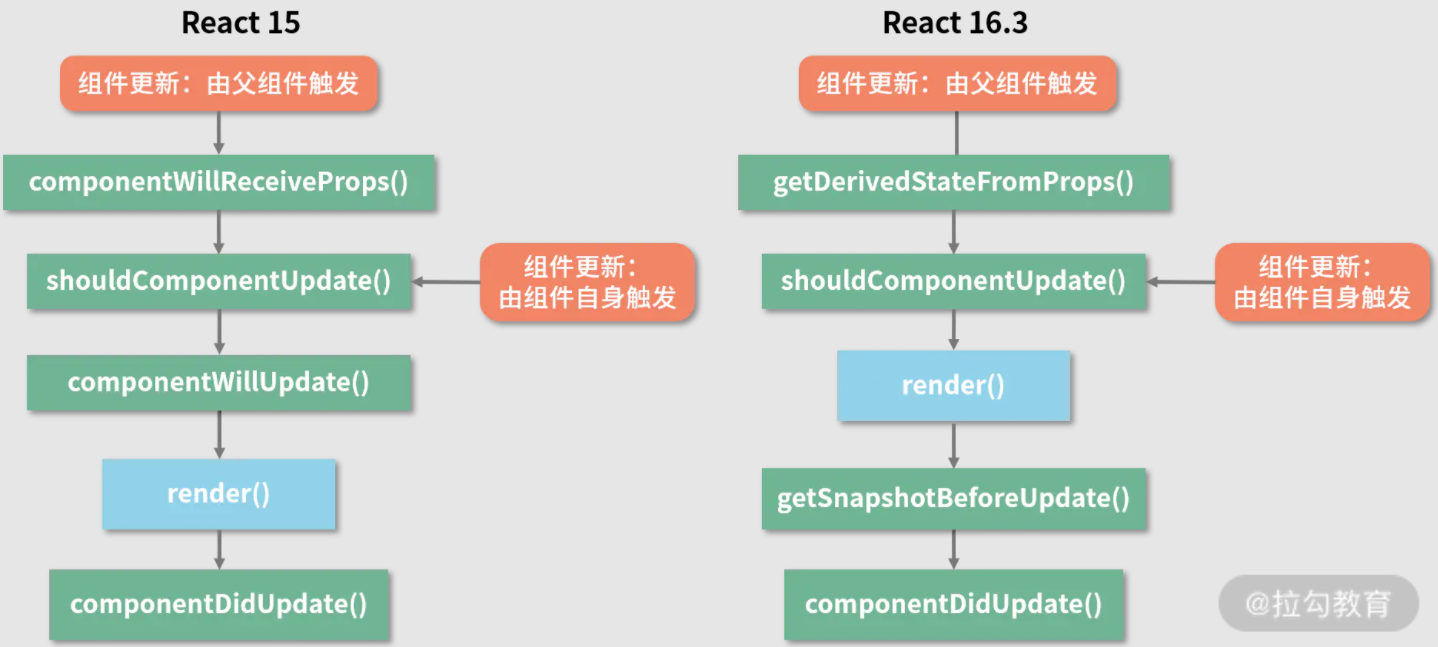 React 15
组件更新：由父组件触发
componentWillReceiveProps()
shouldComponentUpdate()
组件更新：
由组件自身触发
componentWillUpdate()
render()
componentDidUpdate()
React 16.3
组件更新：由父组件触发
getDerivedStateFromProps()
shouldComponentUpdate()
组件更新：
由组件自身触发
render()
getSnapshotBeforeUpdate()
componentDidUpdate()
@拉勾教育